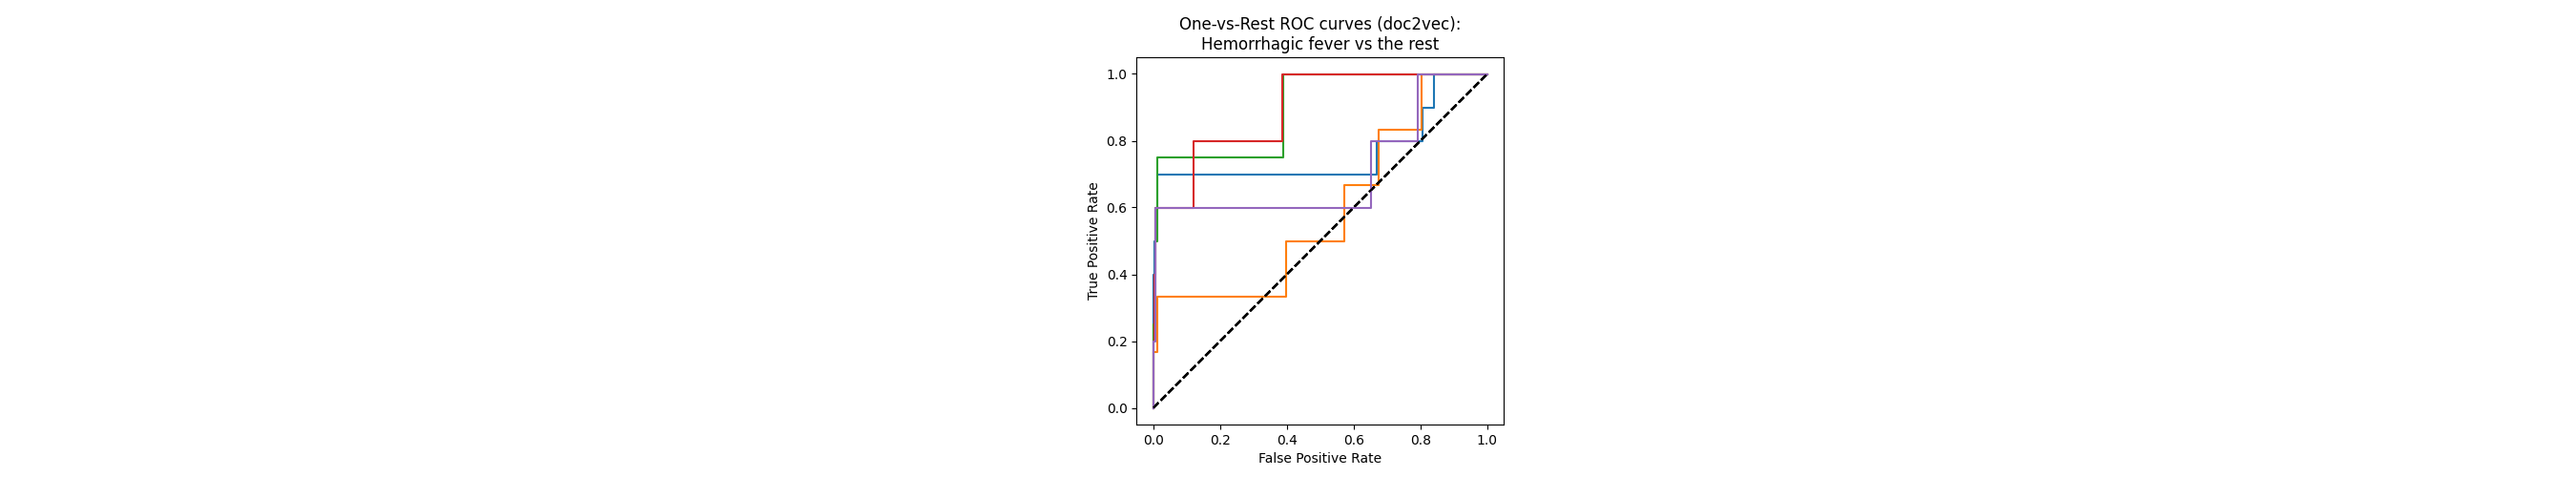 One-vs-Rest ROC curves (doc2vec):
Hemorrhagic fever vs the rest
1.0
0.8
0.6
0.4
0.2
0.0
True Positive Rate
0.0 0.2 0.4 0.6 0.8 1.0
False Positive Rate